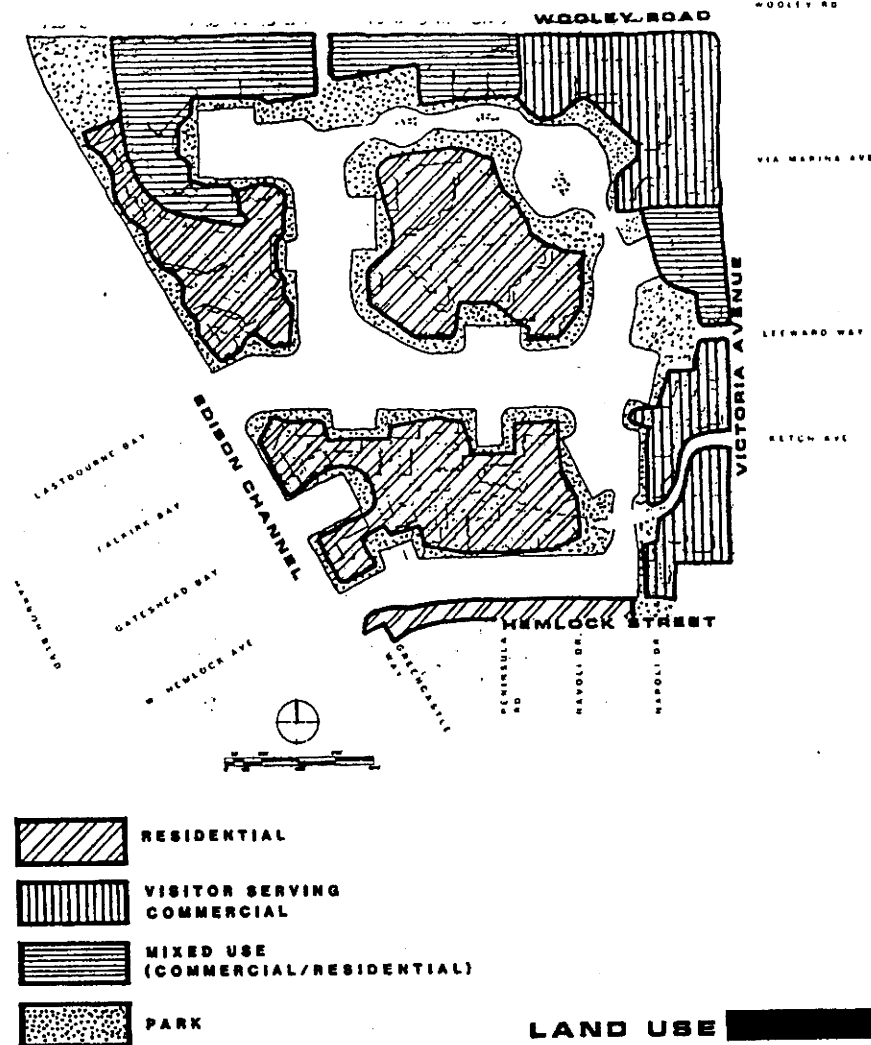 WOOLEY ROAD
WOOLEY RD
VIA MARINA AVE
VICTORIA AVENUE
LEEWARD WAY
KETCH AVE
EDISON CHANNEL
EASTBOURNE BAY
FALKIRK BAY
GATESHEAD BAY
W HEMLOCK AVE
HARBOR BLVD
HEMLOCK STREET
GREENCASTLE
WAY
PENINSULA
RD
NAPOLI DR
RESIDENTIAL
VISITOR SERVING
COMMERCIAL
MIXED USE
(COMMERCIAL/RESIDENTIAL)
PARK
LAND USE